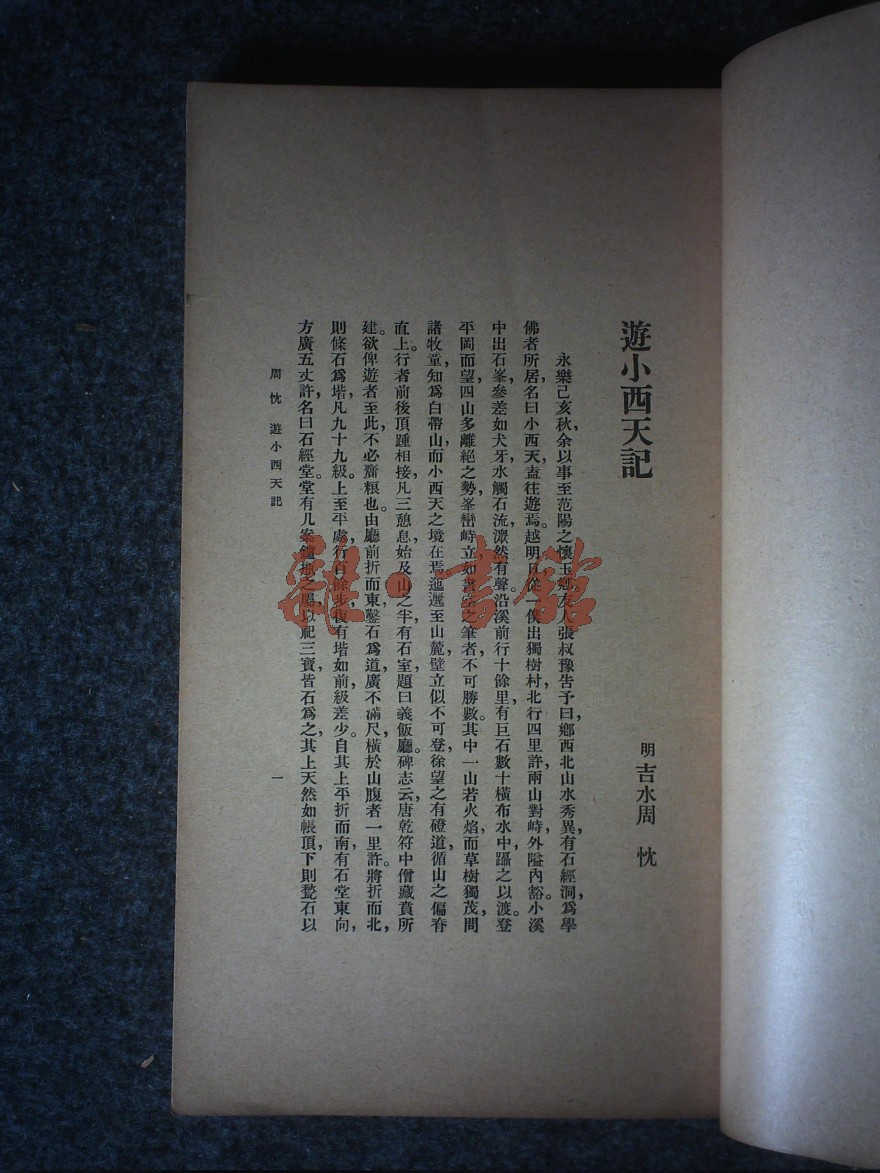 遊小西天記
明 吉水周 忱
永樂己亥秋，余以事至范陽之懷玉鄉，友人張叔豫告予曰，鄉西北山水秀異，有石經洞，爲學
佛者所居，名曰小西天，盍往遊焉。越明日，從一僕出獨樹村，北行四里許，兩山對峙，外隘內豁。小溪
中出石峯，參差如犬牙，水觸石流，潀然有聲。沿溪前行十餘里，有巨石數十橫布水中，躡之以渡。登
平岡而望四山，多離絕之勢，峯巒峙立如書空之筆者，不可勝數。其中一山若火焰，而草樹獨茂，間
諸牧童，知爲白帶山，而小西天之境在焉。迤邐至山麓，壁立似不可登，徐望之有磴道，循山之偏脊
直上。行者前後頂踵相接，凡三憩息，始及山之半，有石室，題曰義飯廳。碑志云，唐乾符中僧藏賁所
建。欲俾遊者至此，不必齎糧也。由廳前折而東，鑿石爲道，廣不滿尺，橫於山腹者一里許。將折而北，
則條石爲堦，凡九十九級。上至平處，行百餘步，復有堦如前級差少。自其上平折而南，有石堂東向，
方廣五丈許，名曰石經堂。堂有几案鑪瓶之屬，以祀三寶，皆石爲之，其上天然如帳頂，下則甃石以
周忱 遊小西天記
一
雜·書館